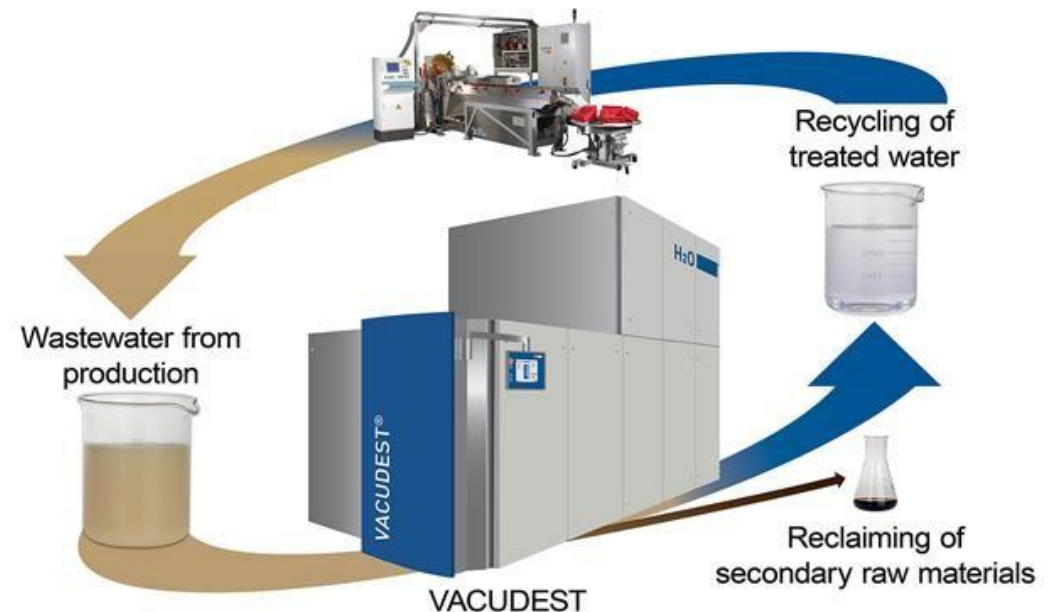 Recycling of
treated water
H₂O
Wastewater from
production
VACUDEST®
Reclaiming of
secondary raw materials
VACUDEST